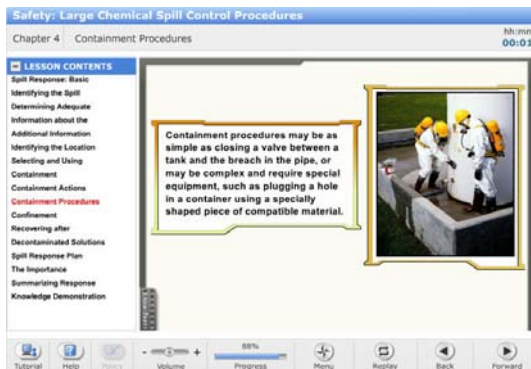 Safety: Large Chemical Spill Control Procedures
Chapter 4 Containment Procedures
hh:mm
00:01
LESSON CONTENTS
Spill Response: Basic
Identifying the Spill
Determining Adequate
Information about the
Additional Information
Identifying the Location
Selecting and Using
Containment
Containment Actions
Containment Procedures
Confinement
Recovering after
Decontaminated Solutions
Spill Response Plan
The Importance
Summarizing Response
Knowledge Demonstration
Containment procedures may be as
simple as closing a valve between a
tank and the breach in the pipe, or
may be complex and require special
equipment, such as plugging a hole
in a container using a specially
shaped piece of compatible material.
88%
- +
Tutorial Help Volume Progress Menu Replay Back Forward